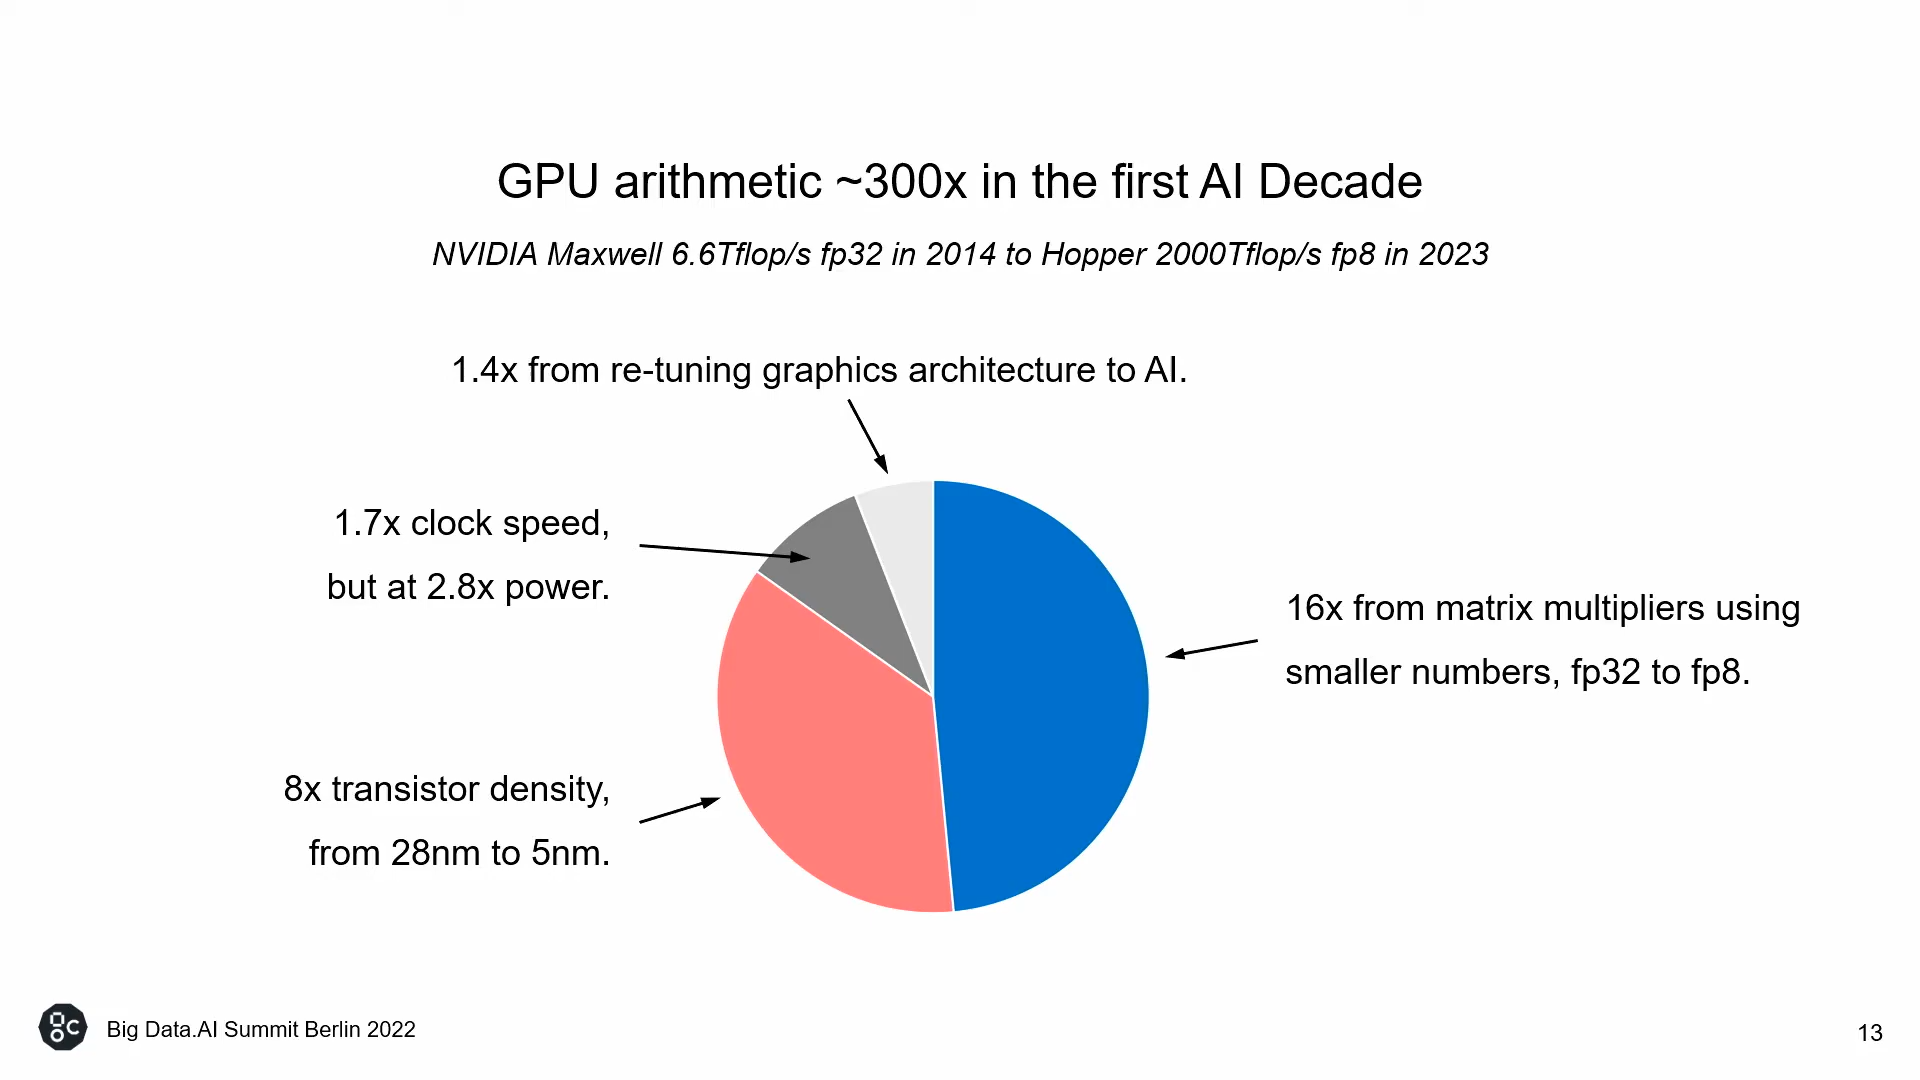 GPU arithmetic ~300x in the first AI Decade
NVIDIA Maxwell 6.6Tflop/s fp32 in 2014 to Hopper 2000Tflop/s fp8 in 2023
1.4x from re-tuning graphics architecture to AI.
1.7x clock speed,
but at 2.8x power.
16x from matrix multipliers using
smaller numbers, fp32 to fp8.
8x transistor density,
from 28nm to 5nm.
gc
Big Data.AI Summit Berlin 2022
13